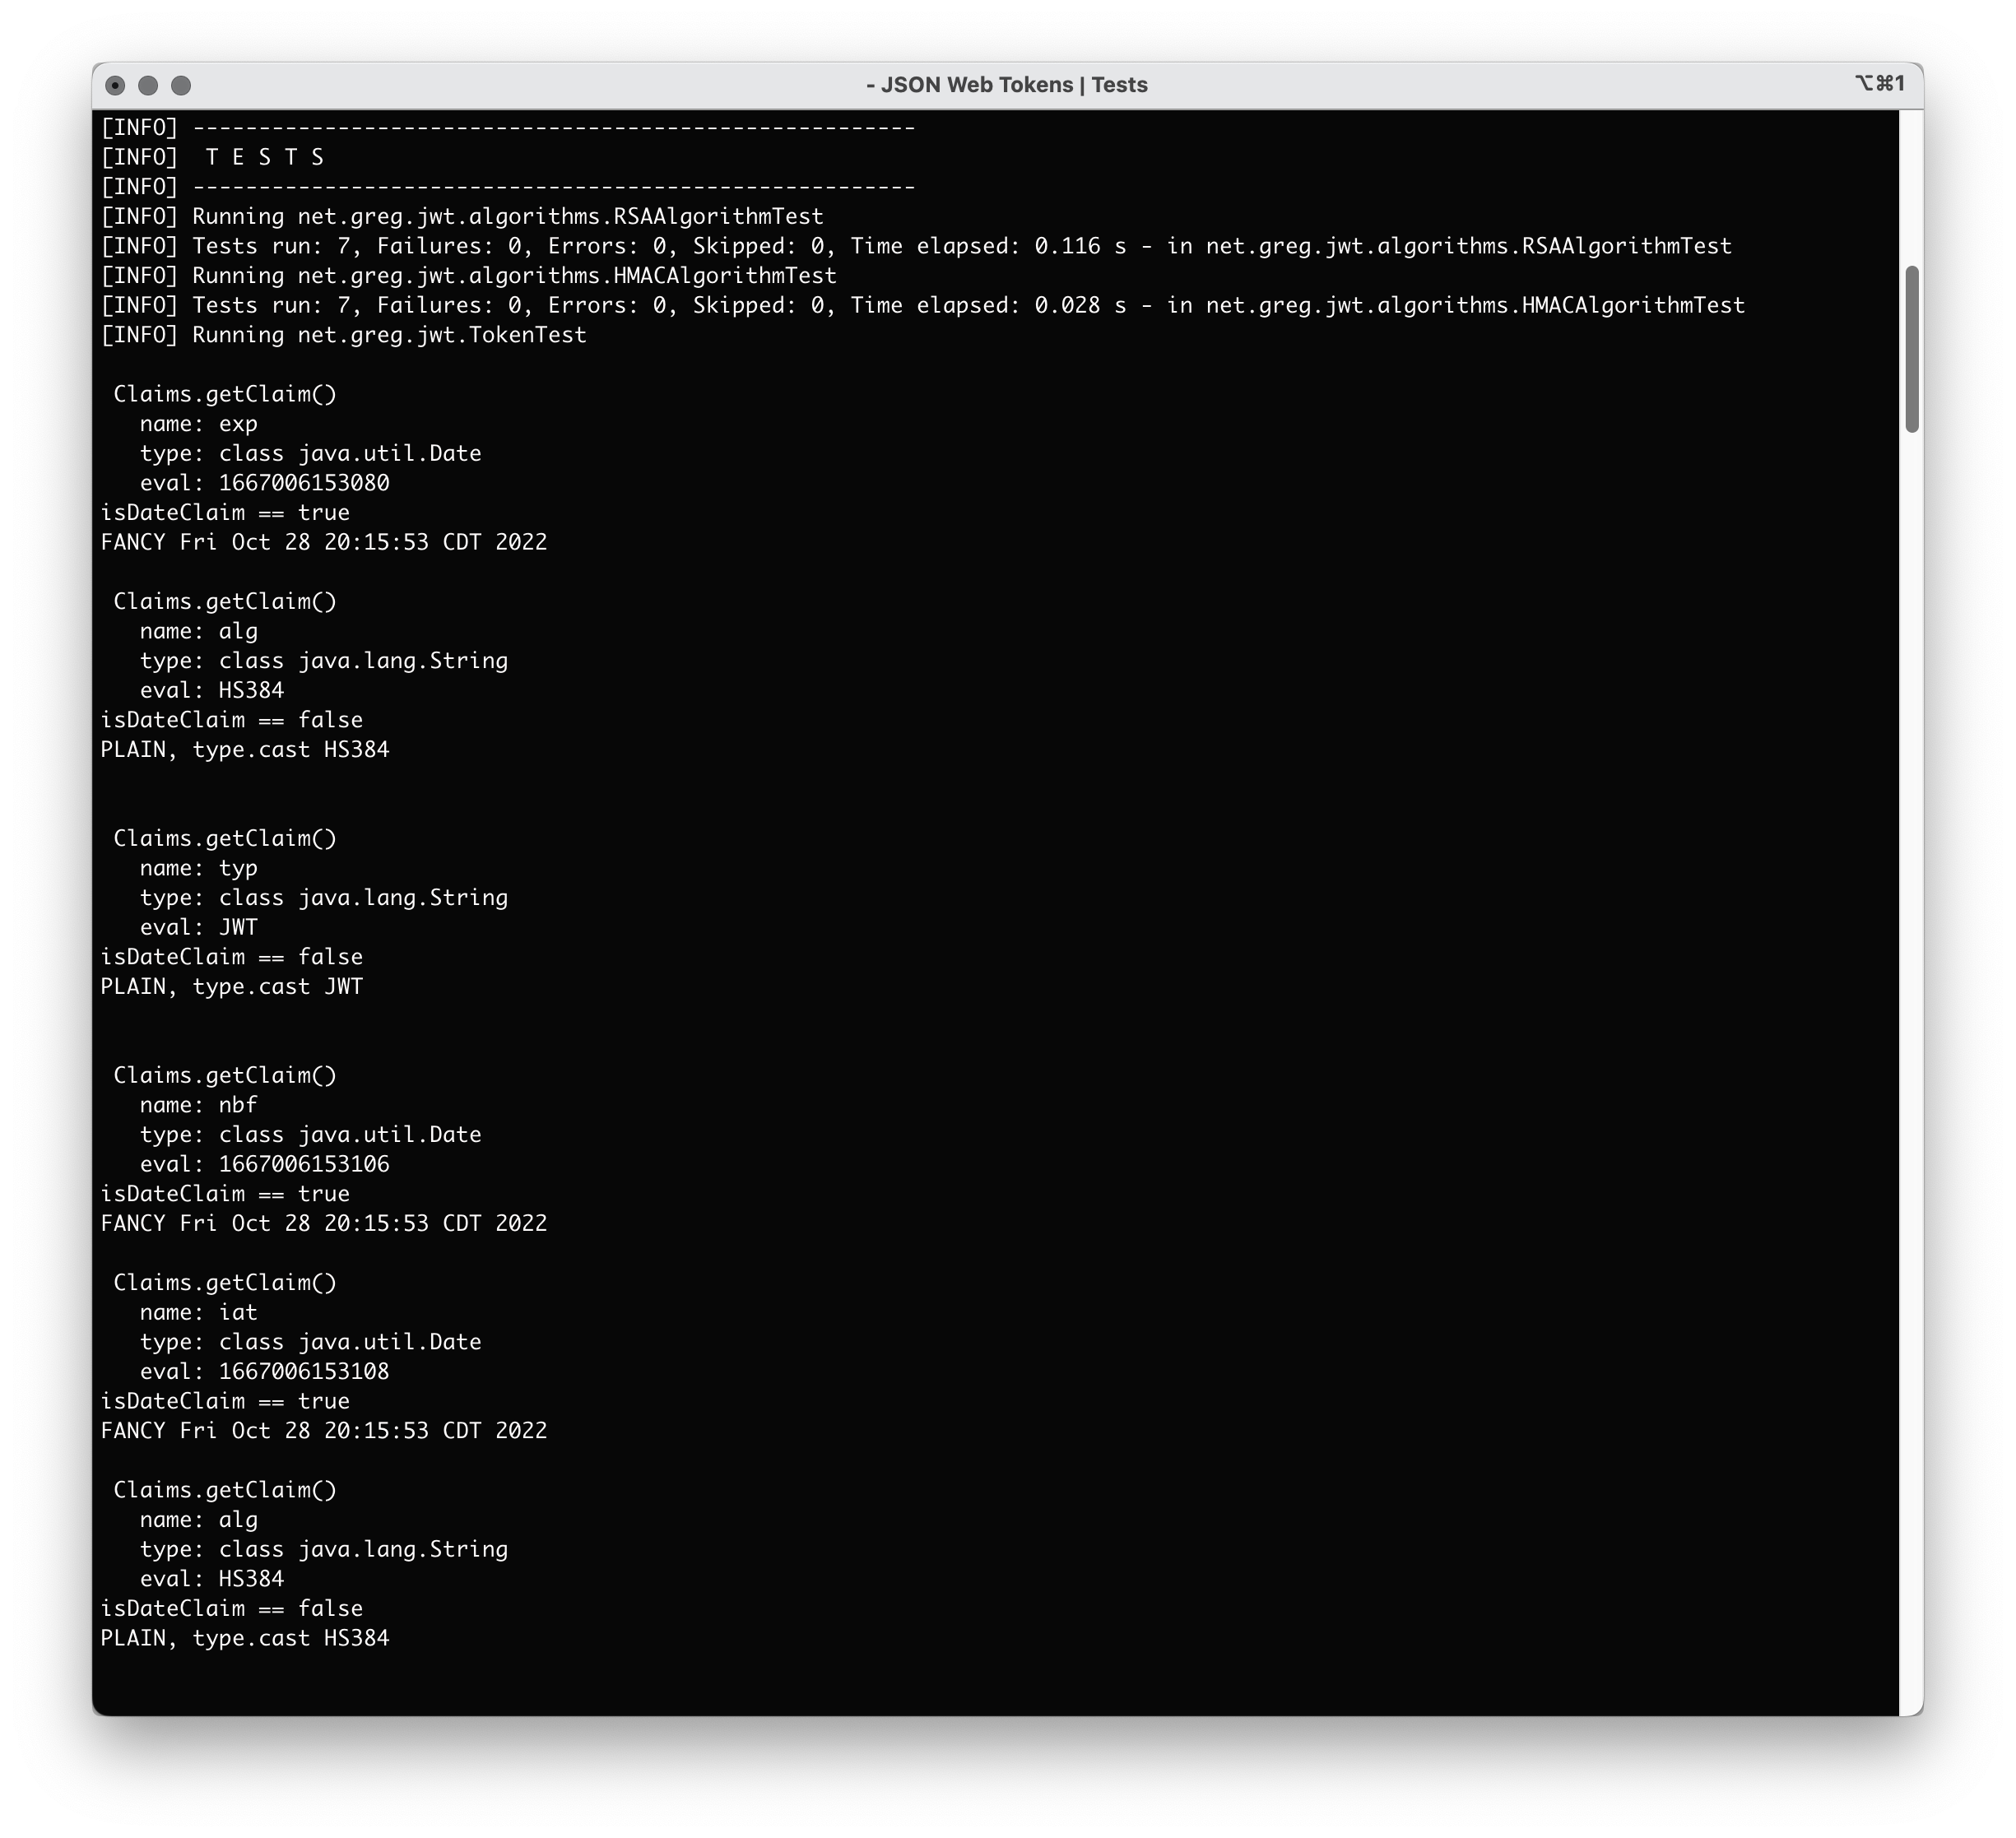 - JSON Web Tokens | Tests
⌥⌘1
[INFO] -------------------------------------------------------
[INFO]  T E S T S
[INFO] -------------------------------------------------------
[INFO] Running net.greg.jwt.algorithms.RSAAlgorithmTest
[INFO] Tests run: 7, Failures: 0, Errors: 0, Skipped: 0, Time elapsed: 0.116 s - in net.greg.jwt.algorithms.RSAAlgorithmTest
[INFO] Running net.greg.jwt.algorithms.HMACAlgorithmTest
[INFO] Tests run: 7, Failures: 0, Errors: 0, Skipped: 0, Time elapsed: 0.028 s - in net.greg.jwt.algorithms.HMACAlgorithmTest
[INFO] Running net.greg.jwt.TokenTest
Claims.getClaim()
name: exp
type: class java.util.Date
eval: 1667006153080
isDateClaim == true
FANCY Fri Oct 28 20:15:53 CDT 2022
Claims.getClaim()
name: alg
type: class java.lang.String
eval: HS384
isDateClaim == false
PLAIN, type.cast HS384
Claims.getClaim()
name: typ
type: class java.lang.String
eval: JWT
isDateClaim == false
PLAIN, type.cast JWT
Claims.getClaim()
name: nbf
type: class java.util.Date
eval: 1667006153106
isDateClaim == true
FANCY Fri Oct 28 20:15:53 CDT 2022
Claims.getClaim()
name: iat
type: class java.util.Date
eval: 1667006153108
isDateClaim == true
FANCY Fri Oct 28 20:15:53 CDT 2022
Claims.getClaim()
name: alg
type: class java.lang.String
eval: HS384
isDateClaim == false
PLAIN, type.cast HS384